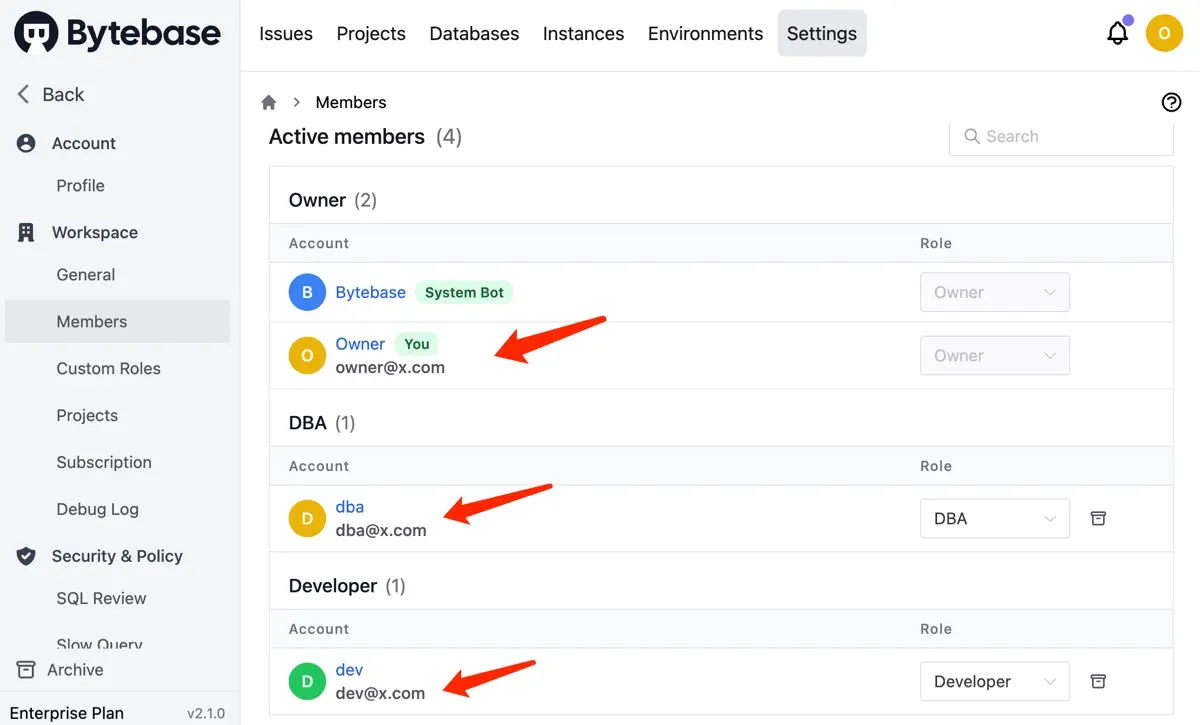 Bytebase
Issues Projects Databases Instances Environments Settings
O
Back
Account
Profile
Workspace
General
Members
Custom Roles
Projects
Subscription
Debug Log
Security & Policy
SQL Review
Slow Query
Archive
Enterprise Plan v2.1.0
Members
Active members (4)
Search
Owner (2)
Account Role
B Bytebase System Bot Owner
O Owner You
owner@x.com
Owner
DBA (1)
Account Role
D dba
dba@x.com
DBA
Developer (1)
Account Role
D dev
dev@x.com
Developer